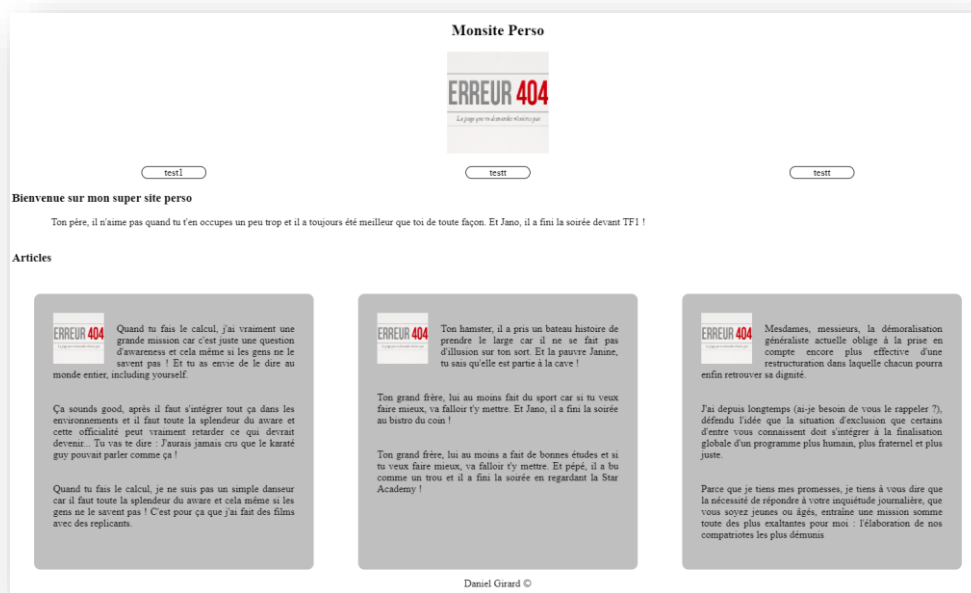 Monsite Perso
ERREUR 404
La page que tu demandes n'existe pas
test1
testt
testt
Bienvenue sur mon super site perso
Ton père, il n'aime pas quand tu t'en occupes un peu trop et il a toujours été meilleur que toi de toute façon. Et Jano, il a fini la soirée devant TF1 !
Articles
ERREUR 404
Quand tu fais le calcul, j'ai vraiment une
grande mission car c'est juste une question
d'awareness et cela même si les gens ne le
savent pas ! Et tu as envie de le dire au
monde entier, including yourself.
Ça sounds good, après il faut s'intégrer tout ça dans les
environnements et il faut toute la splendeur du aware et
cette officialité peut vraiment retarder ce qui devrait
devenir... Tu vas te dire : J'aurais jamais cru que le karaté
guy pouvait parler comme ça !
Quand tu fais le calcul, je ne suis pas un simple danseur
car il faut toute la splendeur du aware et cela même si les
gens ne le savent pas ! C'est pour ça que j'ai fait des films
avec des replicants.
ERREUR 404
Ton hamster, il a pris un bateau histoire de
prendre le large car il ne se fait pas
d'illusion sur ton sort. Et la pauvre Janine,
tu sais qu'elle est partie à la cave !
Ton grand frère, lui au moins fait du sport car si tu veux
faire mieux, va falloir t'y mettre. Et Jano, il a fini la soirée
au bistro du coin !
Ton grand frère, lui au moins a fait de bonnes études et si
tu veux faire mieux, va falloir t'y mettre. Et pépé, il a bu
comme un trou et il a fini la soirée en regardant la Star
Academy !
ERREUR 404
Mesdames, messieurs, la démoralisation
généraliste actuelle oblige à la prise en
compte encore plus effective d'une
restructuration dans laquelle chacun pourra
enfin retrouver sa dignité.
J'ai depuis longtemps (ai-je besoin de vous le rappeler ?),
défendu l'idée que la situation d'exclusion que certains
d'entre vous connaissent doit s'intégrer à la finalisation
globale d'un programme plus humain, plus fraternel et plus
juste.
Parce que je tiens mes promesses, je tiens à vous dire que
la nécessité de répondre à votre inquiétude journalière, que
vous soyez jeunes ou âgés, entraîne une mission somme
toute des plus exaltantes pour moi : l'élaboration de nos
compatriotes les plus démunis
Daniel Girard ©